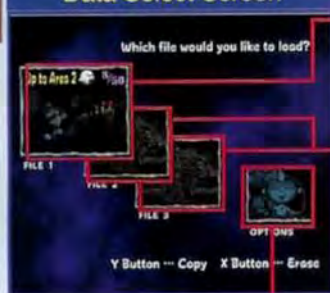 Data Select Screen
Which file would you like to load?
Up to Area 2
FILE 1
FILE 2
FILE 3
OPTIONS
Y Button ··· Copy X Button ··· Erase